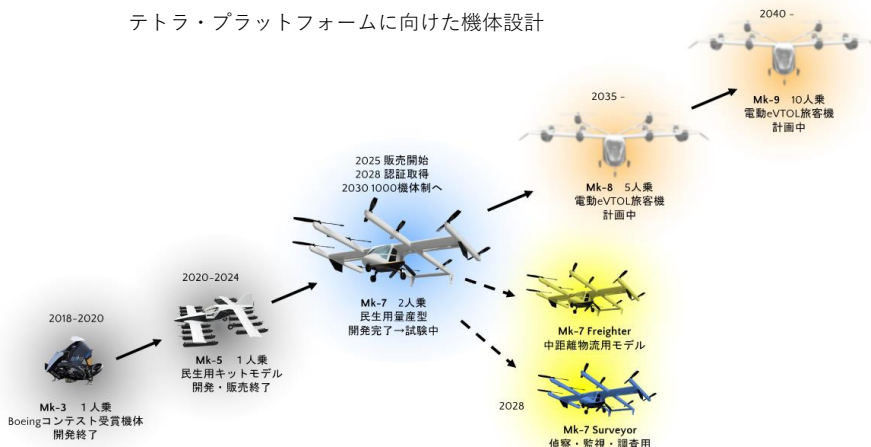 テトラ・プラットフォームに向けた機体設計
2040 -
Mk-9 10人乗
電動eVTOL旅客機
計画中
2035 -
Mk-8 5人乗
電動eVTOL旅客機
計画中
2025 販売開始
2028 認証取得
2030 1000機体制へ
Mk-7 2人乗
民生用量産型
開発完了→試験中
2020-2024
Mk-5 1人乗
民生用キットモデル
開発・販売終了
2018-2020
Mk-3 1人乗
Boeingコンテスト受賞機体
開発終了
Mk-7 Freighter
中距離物流用モデル
2028
Mk-7 Surveyor
偵察・監視・調査用